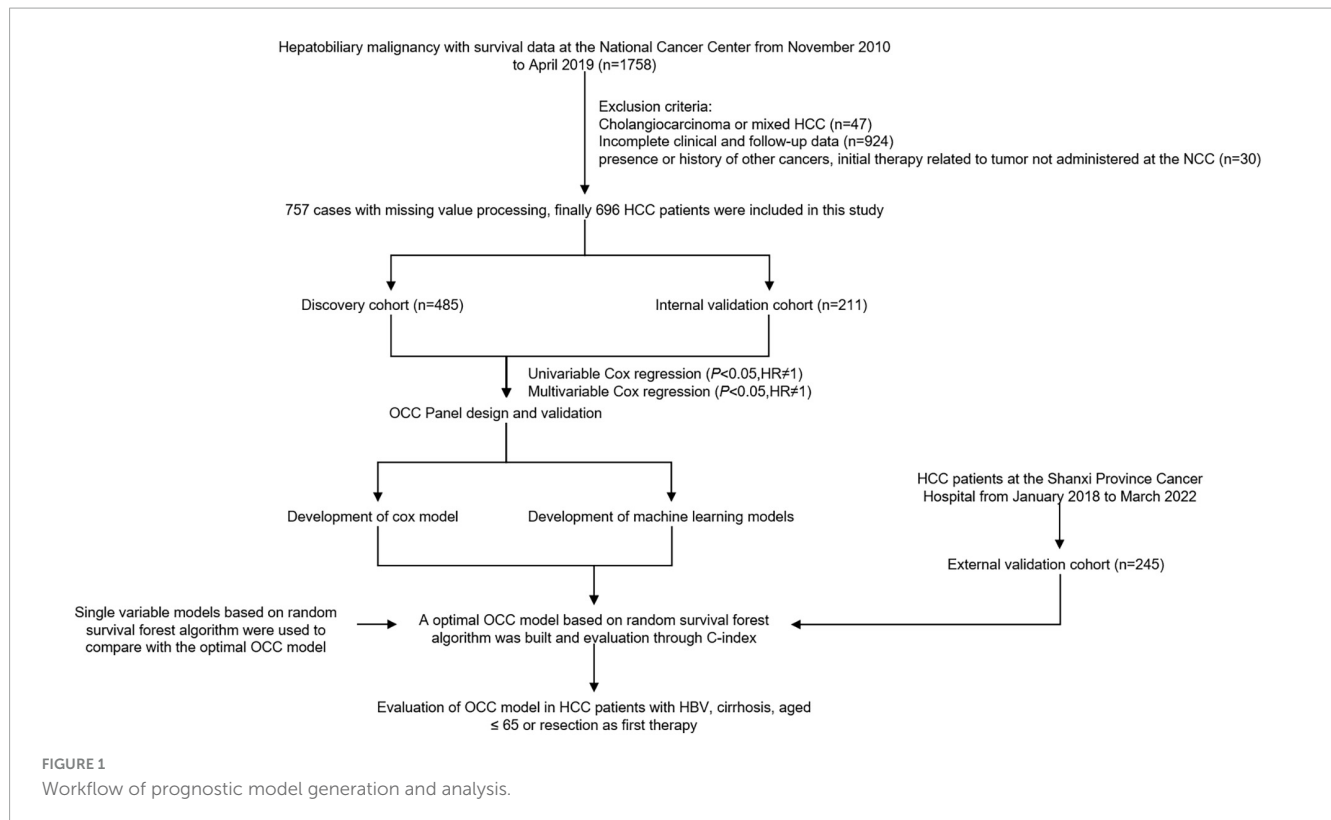 Hepatobiliary malignancy with survival data at the National Cancer Center from November 2010
to April 2019 (n=1758)
Exclusion criteria:
Cholangiocarcinoma or mixed HCC (n=47)
Incomplete clinical and follow-up data (n=924)
presence or history of other cancers, initial therapy related to tumor not administered at the NCC (n=30)
757 cases with missing value processing, finally 696 HCC patients were included in this study
Discovery cohort (n=485)
Internal validation cohort (n=211)
Univariable Cox regression (P<0.05,HR≠1)
Multivariable Cox regression (P<0.05,HR≠1)
OCC Panel design and validation
HCC patients at the Shanxi Province Cancer
Hospital from January 2018 to March 2022
Development of cox model
Development of machine learning models
External validation cohort (n=245)
Single variable models based on random
survival forest algorithm were used to
compare with the optimal OCC model
A optimal OCC model based on random survival forest
algorithm was built and evaluation through C-index
Evaluation of OCC model in HCC patients with HBV, cirrhosis, aged
≤ 65 or resection as first therapy
FIGURE 1
Workflow of prognostic model generation and analysis.